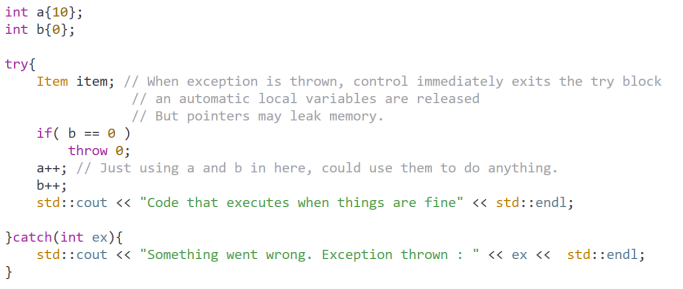 int a{10};
int b{0};
try{
Item item; // When exception is thrown, control immediately exits the try block
// an automatic local variables are released
// But pointers may leak memory.
if( b == 0 )
throw 0;
a++; // Just using a and b in here, could use them to do anything.
b++;
std::cout << "Code that executes when things are fine" << std::endl;
}catch(int ex){
std::cout << "Something went wrong. Exception thrown : " << ex <<  std::endl;
}